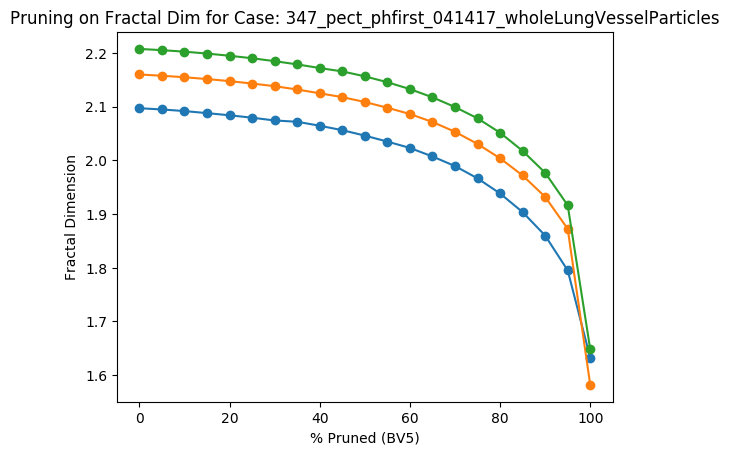 Pruning on Fractal Dim for Case: 347_pect_phfirst_041417_wholeLungVesselParticles
2.2
2.1
2.0
1.9
1.8
1.7
1.6
Fractal Dimension
0 20 40 60 80 100
% Pruned (BV5)